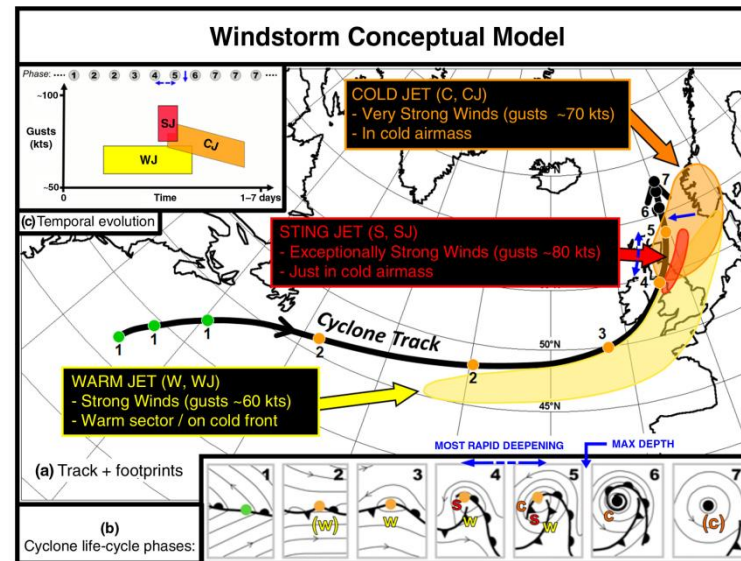 Windstorm Conceptual Model
Phase: .... 1 2 2 3 4 5 6 7 7 7 ....
~100
Gusts
(kts)
~50
SJ
CJ
WJ
0
Time
1–7 days
(c) Temporal evolution
COLD JET (C, CJ)
- Very Strong Winds (gusts ~70 kts)
- In cold airmass
STING JET (S, SJ)
- Exceptionally Strong Winds (gusts ~80 kts)
- Just in cold airmass
7
6
5
4
3
2
2
1
1
1
Cyclone Track
50°N
45°N
WARM JET (W, WJ)
- Strong Winds (gusts ~60 kts)
- Warm sector / on cold front
(a) Track + footprints
MOST RAPID DEEPENING
MAX DEPTH
(b)
Cyclone life-cycle phases:
1
2
(w)
3
w
4
s
w
5
c
s
w
6
c
7
(c)